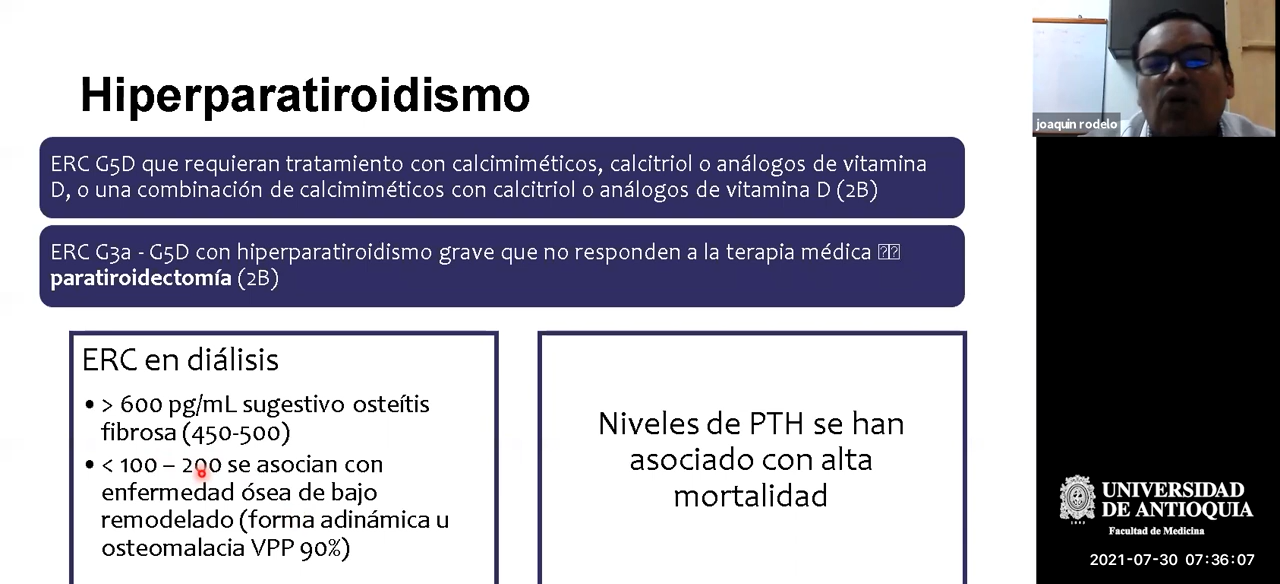 Hiperparatiroidismo
ERC G5D que requieran tratamiento con calcimiméticos, calcitriol o análogos de vitamina
D, o una combinación de calcimiméticos con calcitriol o análogos de vitamina D (2B)
ERC G3a - G5D con hiperparatiroidismo grave que no responden a la terapia médica
paratiroidectomía (2B)
ERC en diálisis
• > 600 pg/mL sugestivo osteítis
fibrosa (450-500)
• < 100 – 200 se asocian con
enfermedad ósea de bajo
remodelado (forma adinámica u
osteomalacia VPP 90%)
Niveles de PTH se han
asociado con alta
mortalidad
joaquin rodelo
UNIVERSIDAD
DE ANTIOQUIA
Facultad de Medicina
1803
2021-07-30 07:36:07